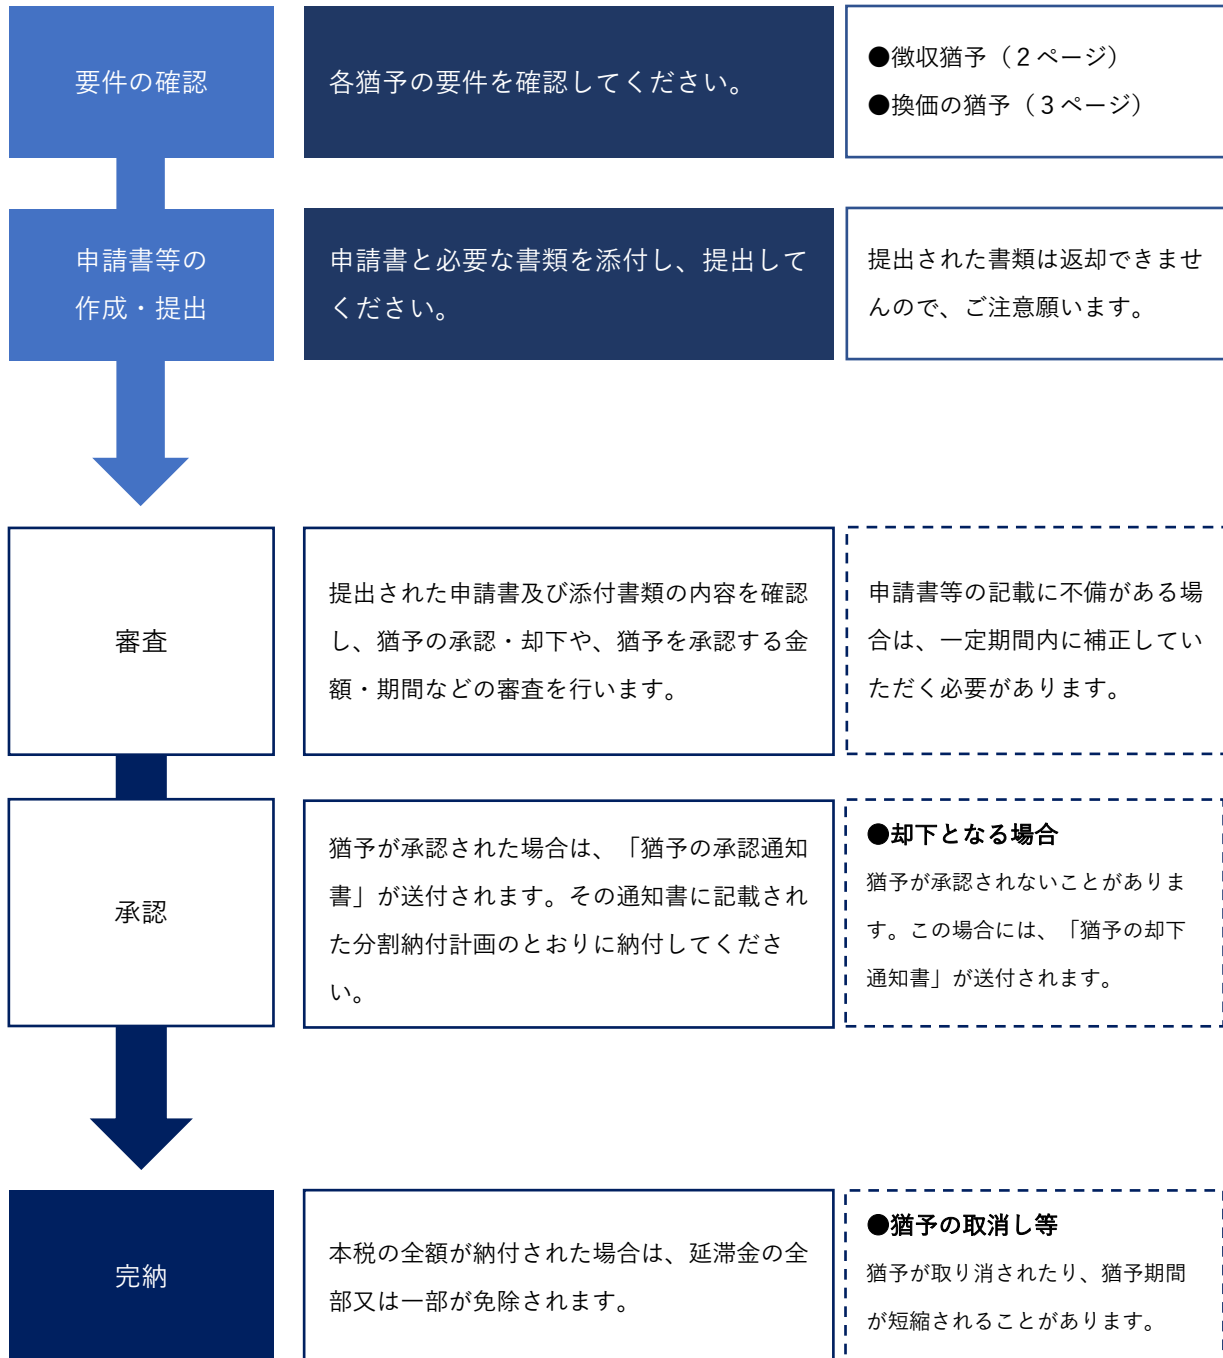 要件の確認
各猶予の要件を確認してください。
●徴収猶予（２ページ）
●換価の猶予（３ページ）
申請書等の
作成・提出
申請書と必要な書類を添付し、提出して
ください。
提出された書類は返却できませ
んので、ご注意願います。
審査
提出された申請書及び添付書類の内容を確認
し、猶予の承認・却下や、猶予を承認する金
額・期間などの審査を行います。
申請書等の記載に不備がある場
合は、一定期間内に補正してい
ただく必要があります。
承認
猶予が承認された場合は、「猶予の承認通知
書」が送付されます。その通知書に記載され
た分割納付計画のとおりに納付してくださ
い。
●却下となる場合
猶予が承認されないことがありま
す。この場合には、「猶予の却下
通知書」が送付されます。
完納
本税の全額が納付された場合は、延滞金の全
部又は一部が免除されます。
●猶予の取消し等
猶予が取り消されたり、猶予期間
が短縮されることがあります。